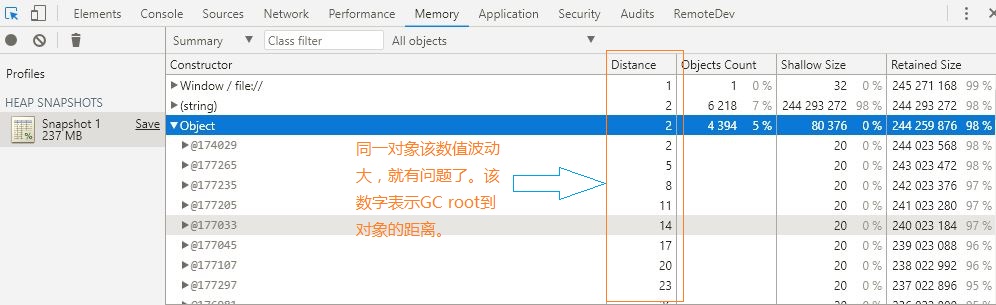 Elements Console Sources Network Performance Memory Application Security Audits RemoteDev
Summary Class filter All objects
Profiles
HEAP SNAPSHOTS
Snapshot 1 Save
237 MB
Constructor Distance Objects Count Shallow Size Retained Size
Window / file:// 1 1 0 % 32 0 % 245 271 168 99 %
(string) 2 6 218 7 % 244 293 272 98 % 244 293 272 98 %
Object 2 4 394 5 % 80 376 0 % 244 259 876 98 %
@174029 2 20 0 % 244 023 568 98 %
@177265 5 20 0 % 243 023 472 98 %
@177235 8 20 0 % 242 023 376 97 %
@177205 11 20 0 % 241 023 280 97 %
@177033 14 20 0 % 240 023 184 97 %
@177045 17 20 0 % 239 023 088 96 %
@177107 20 20 0 % 238 022 992 96 %
@177297 23 20 0 % 237 022 896 95 %
同一对象该数值波动
大，就有问题了。该
数字表示GC root到
对象的距离。